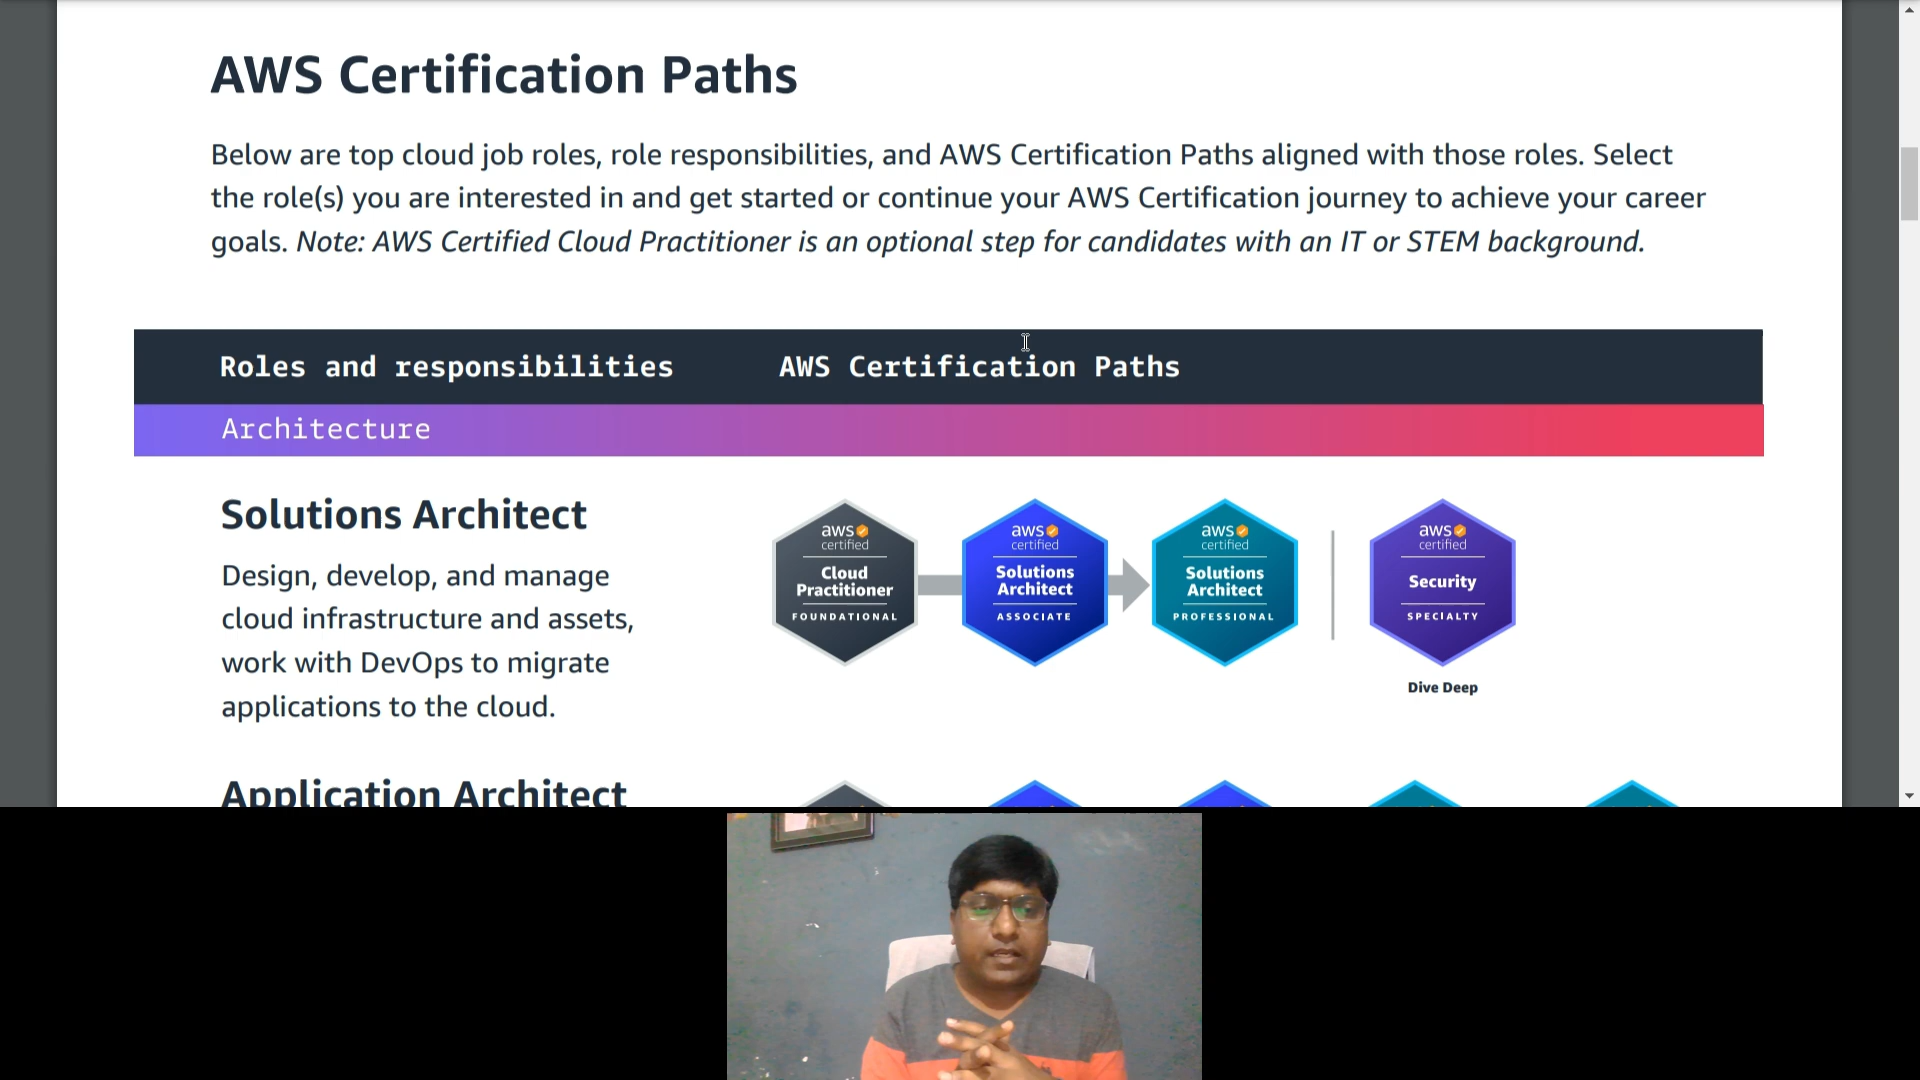 AWS Certification Paths
Below are top cloud job roles, role responsibilities, and AWS Certification Paths aligned with those roles. Select
the role(s) you are interested in and get started or continue your AWS Certification journey to achieve your career
goals. Note: AWS Certified Cloud Practitioner is an optional step for candidates with an IT or STEM background.
Roles and responsibilities
AWS Certification Paths
Architecture
Solutions Architect
Design, develop, and manage
cloud infrastructure and assets,
work with DevOps to migrate
applications to the cloud.
aws
certified
Cloud
Practitioner
FOUNDATIONAL
aws
certified
Solutions
Architect
ASSOCIATE
aws
certified
Solutions
Architect
PROFESSIONAL
aws
certified
Security
SPECIALTY
Dive Deep
Application Architect